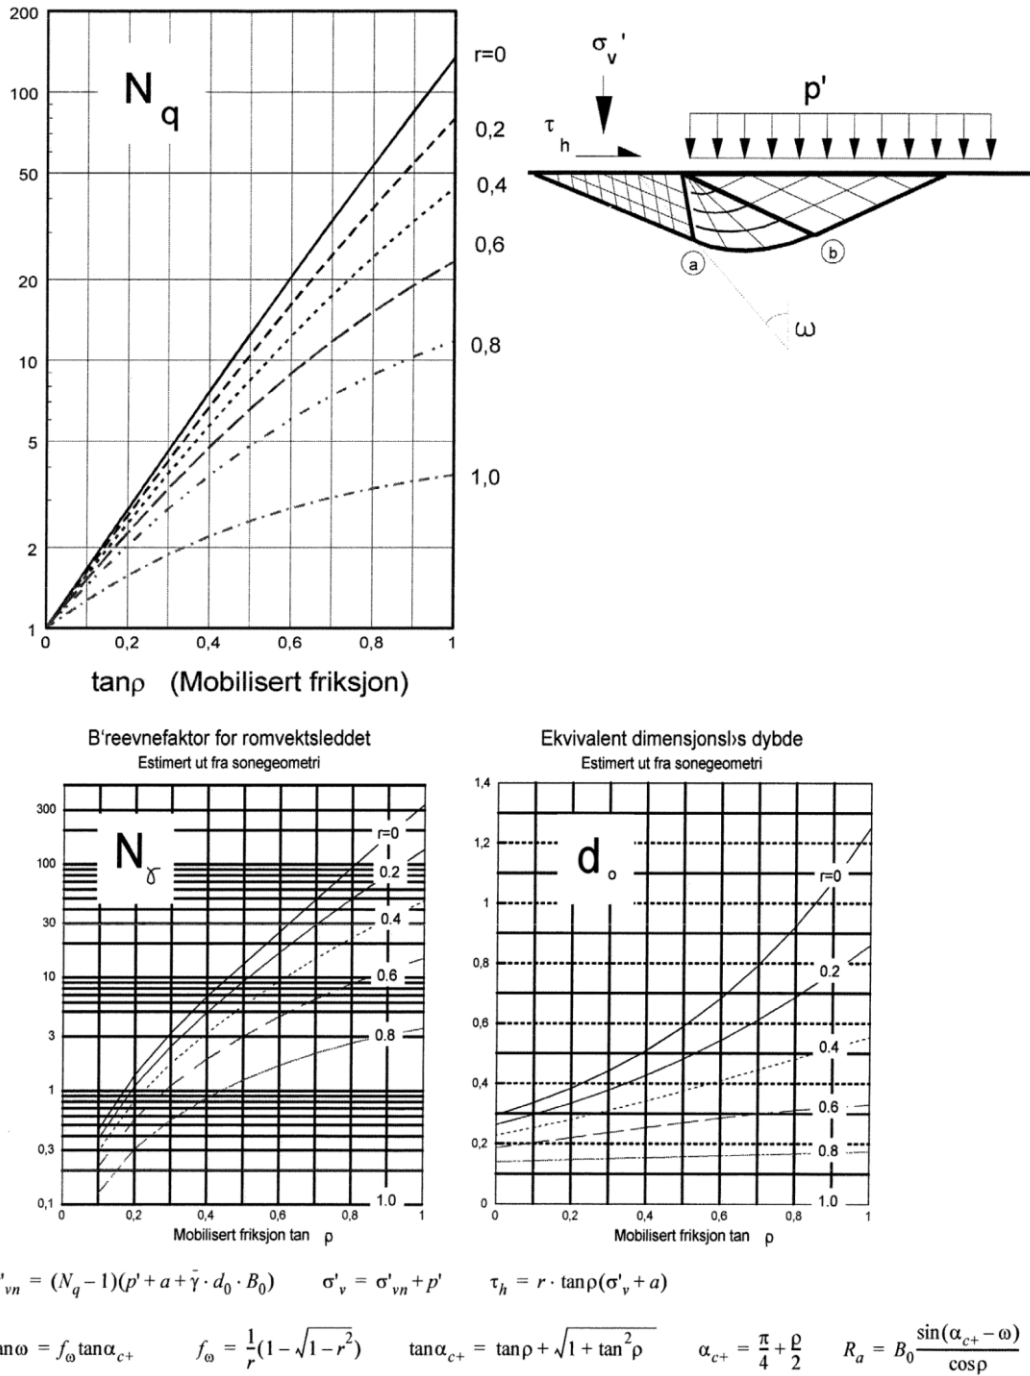 200
100
50
20
10
5
2
1
N q
r=0
0,2
0,4
0,6
0,8
1,0
0 0,2 0,4 0,6 0,8 1
tanρ (Mobilisert friksjon)
σv'
τh
p'
a
b
ω
B'reevnefaktor for romvektsleddet
Estimert ut fra sonegeometri
300
100
30
10
3
1
0,3
0,1
Nγ
r=0
0.2
0.4
0.6
0.8
1.0
0 0,2 0,4 0,6 0,8 1
Mobilisert friksjon tan ρ
Ekvivalent dimensjonsl›s dybde
Estimert ut fra sonegeometri
1,4
1,2
1
0,8
0,6
0,4
0,2
0
do
r=0
0.2
0.4
0.6
0.8
1.0
0 0,2 0,4 0,6 0,8 1
Mobilisert friksjon tan ρ
'vn = (Nq − 1)(p' + a + γ̄ · d0 · B0) σ'v = σ'vn + p' τh = r · tanρ(σ'v + a)
anω = fω tanαc+ fω = 1/r(1 − √(1 − r²)) tanαc+ = tanρ + √(1 + tan²ρ) αc+ = π/4 + ρ/2 Ra = B0 sin(αc+ − ω)/cosρ